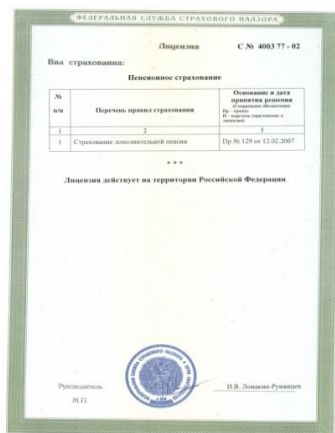 ФЕДЕРАЛЬНАЯ СЛУЖБА СТРАХОВОГО НАДЗОРА
Лицензия С № 4003 77 - 02
Вид страхования:
Пенсионное страхование
№ п/п
Перечень правил страхования
Основание и дата принятия решения
1 2 3
1 Страхование дополнительной пенсии Пр № 129 от 12.02.2007
* * *
Лицензия действует на территории Российской Федерации
Руководитель И.В. Ломакин-Румянцев
М.П.